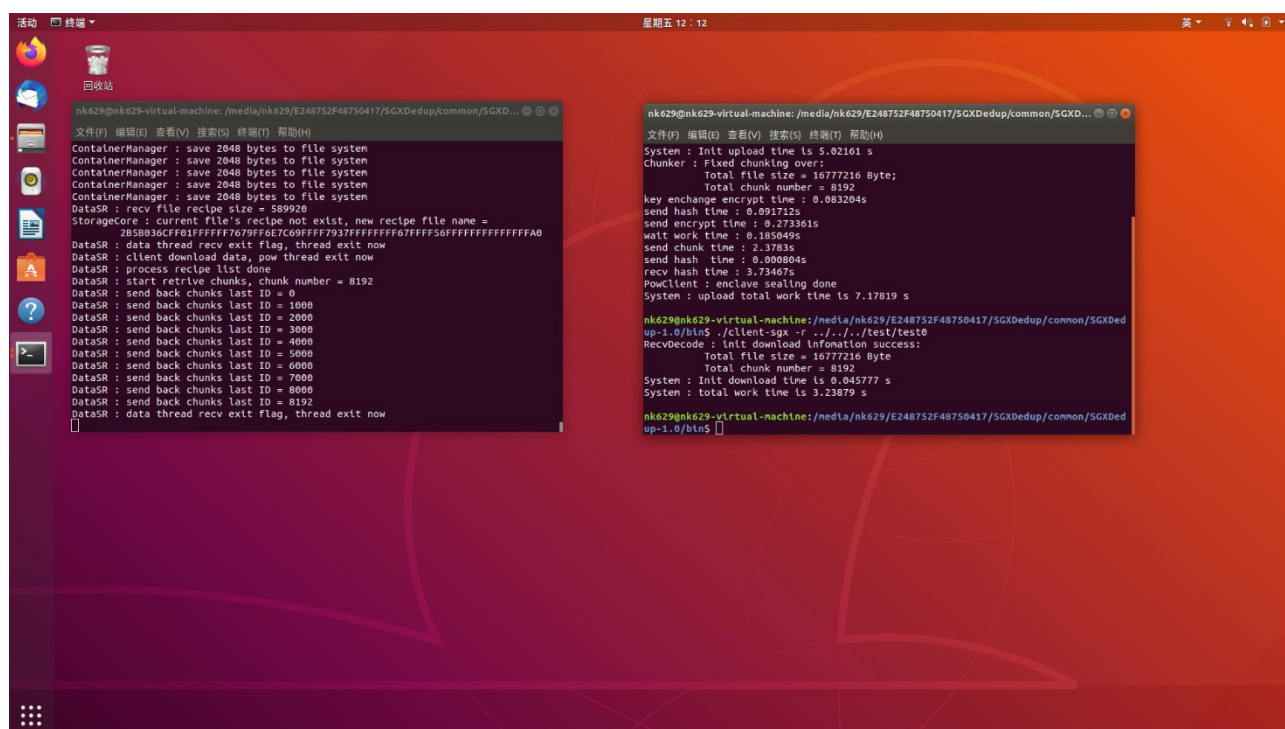 活动 终端 星期五 12：12 英
回收站
nk629@nk629-virtual-machine: /media/nk629/E248752F48750417/SGXDedup/common/SGXD...
文件(F) 编辑(E) 查看(V) 搜索(S) 终端(T) 帮助(H)
ContainerManager : save 2048 bytes to file system
ContainerManager : save 2048 bytes to file system
ContainerManager : save 2048 bytes to file system
ContainerManager : save 2048 bytes to file system
ContainerManager : save 2048 bytes to file system
DataSR : recv file recipe size = 589920
StorageCore : current file's recipe not exist, new recipe file name =
2B5B036CFF01FFFFFF7679FF6E7C69FFFF7937FFFFFFFF67FFFF56FFFFFFFFFFFFFFA0
DataSR : data thread recv exit flag, thread exit now
DataSR : client download data, pow thread exit now
DataSR : process recipe list done
DataSR : start retrive chunks, chunk number = 8192
DataSR : send back chunks last ID = 0
DataSR : send back chunks last ID = 1000
DataSR : send back chunks last ID = 2000
DataSR : send back chunks last ID = 3000
DataSR : send back chunks last ID = 4000
DataSR : send back chunks last ID = 5000
DataSR : send back chunks last ID = 6000
DataSR : send back chunks last ID = 7000
DataSR : send back chunks last ID = 8000
DataSR : send back chunks last ID = 8192
DataSR : data thread recv exit flag, thread exit now
nk629@nk629-virtual-machine: /media/nk629/E248752F48750417/SGXDedup/common/SGXD...
文件(F) 编辑(E) 查看(V) 搜索(S) 终端(T) 帮助(H)
System : Init upload time is 5.02161 s
Chunker : Fixed chunking over:
Total file size = 16777216 Byte;
Total chunk number = 8192
key enchange encrypt time : 0.083204s
send hash time : 0.091712s
send encrypt time : 0.273361s
wait work time : 0.185049s
send chunk time : 2.3783s
send hash  time : 0.000804s
recv hash time : 3.73467s
PowClient : enclave sealing done
System : upload total work time is 7.17819 s
nk629@nk629-virtual-machine:/media/nk629/E248752F48750417/SGXDedup/common/SGXDed
up-1.0/bin$ ./client-sgx -r ../../../test/test0
RecvDecode : init download infomation success:
Total file size = 16777216 Byte
Total chunk number = 8192
System : Init download time is 0.045777 s
System : total work time is 3.23879 s
nk629@nk629-virtual-machine:/media/nk629/E248752F48750417/SGXDedup/common/SGXDed
up-1.0/bin$